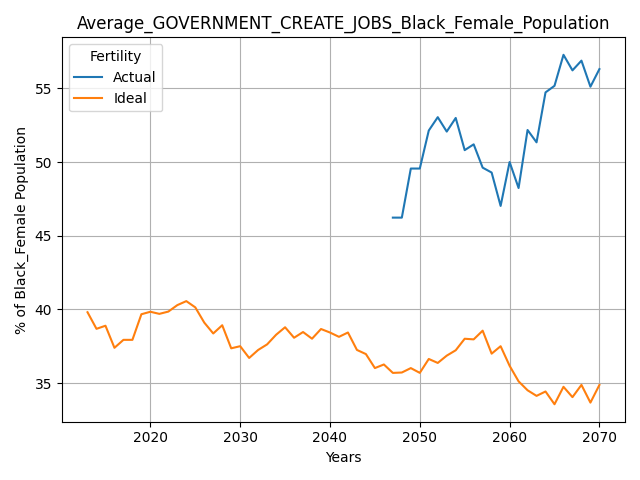 Average_GOVERNMENT_CREATE_JOBS_Black_Female_Population
Fertility
Actual
Ideal
% of Black_Female Population
55
50
45
40
35
2020 2030 2040 2050 2060 2070
Years